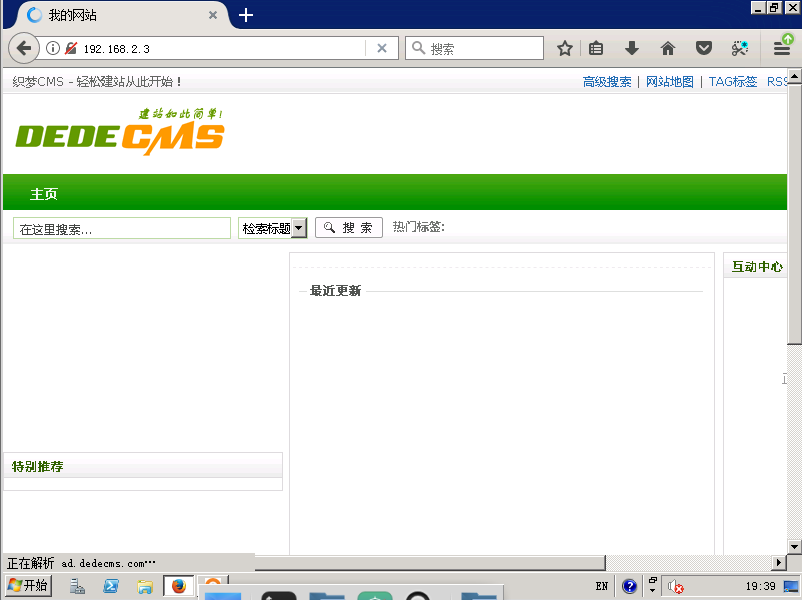 我的网站
192.168.2.3
搜索
织梦CMS - 轻松建站从此开始！
高级搜索 | 网站地图 | TAG标签 RSS
建站如此简单!
DEDECMS
主页
在这里搜索... 检索标题 搜索 热门标签:
互动中心
最近更新
特别推荐
正在解析 ad.dedecms.com…
开始 EN 19:39